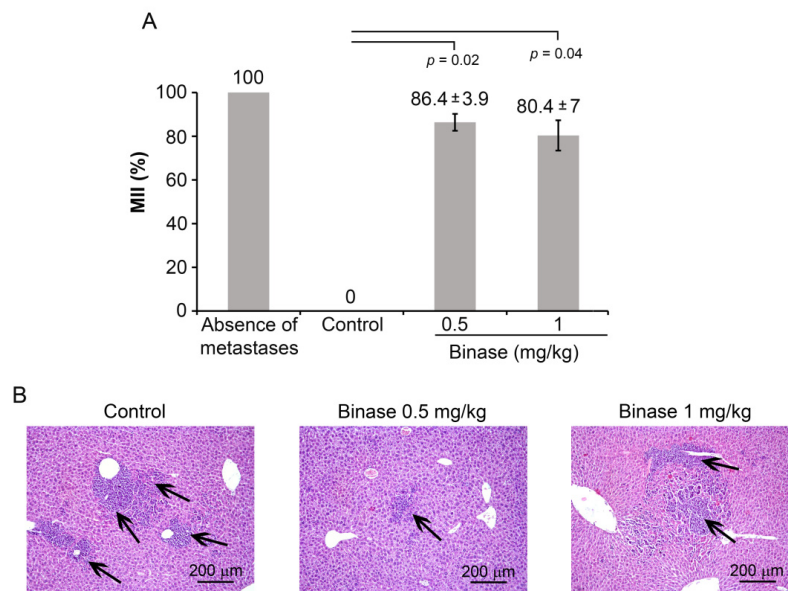 A
p = 0.02
p = 0.04
100
86.4 ± 3.9
80.4 ± 7
0
MII (%)
100
80
60
40
20
0
Absence of
metastases
Control
0.5
1
Binase (mg/kg)
B
Control
Binase 0.5 mg/kg
Binase 1 mg/kg
200 μm
200 μm
200 μm